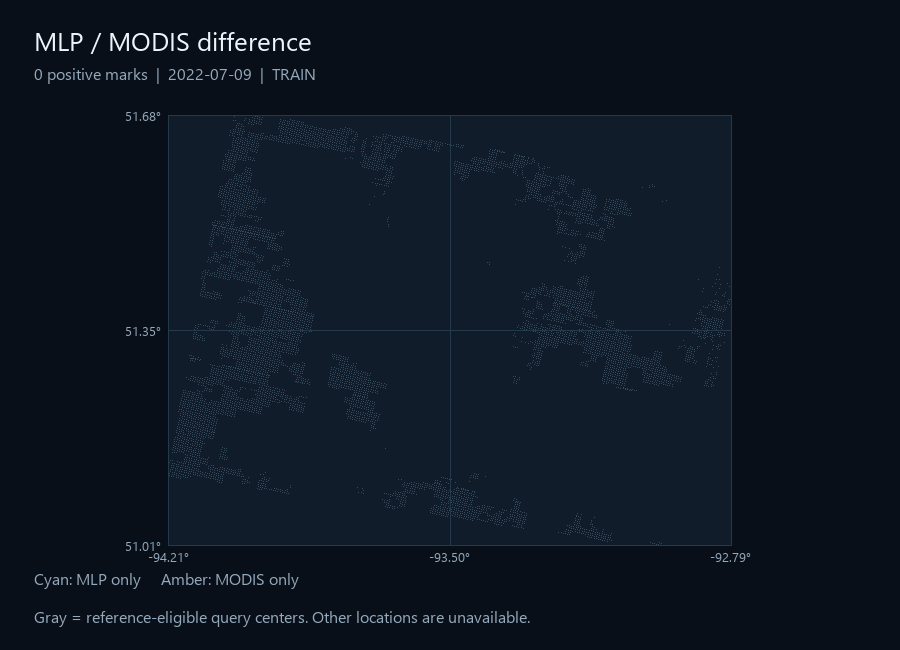 MLP / MODIS difference
0 positive marks | 2022-07-09 | TRAIN
51.68°
51.35°
51.01°
-94.21°
-93.50°
-92.79°
Cyan: MLP only
Amber: MODIS only
Gray = reference-eligible query centers. Other locations are unavailable.